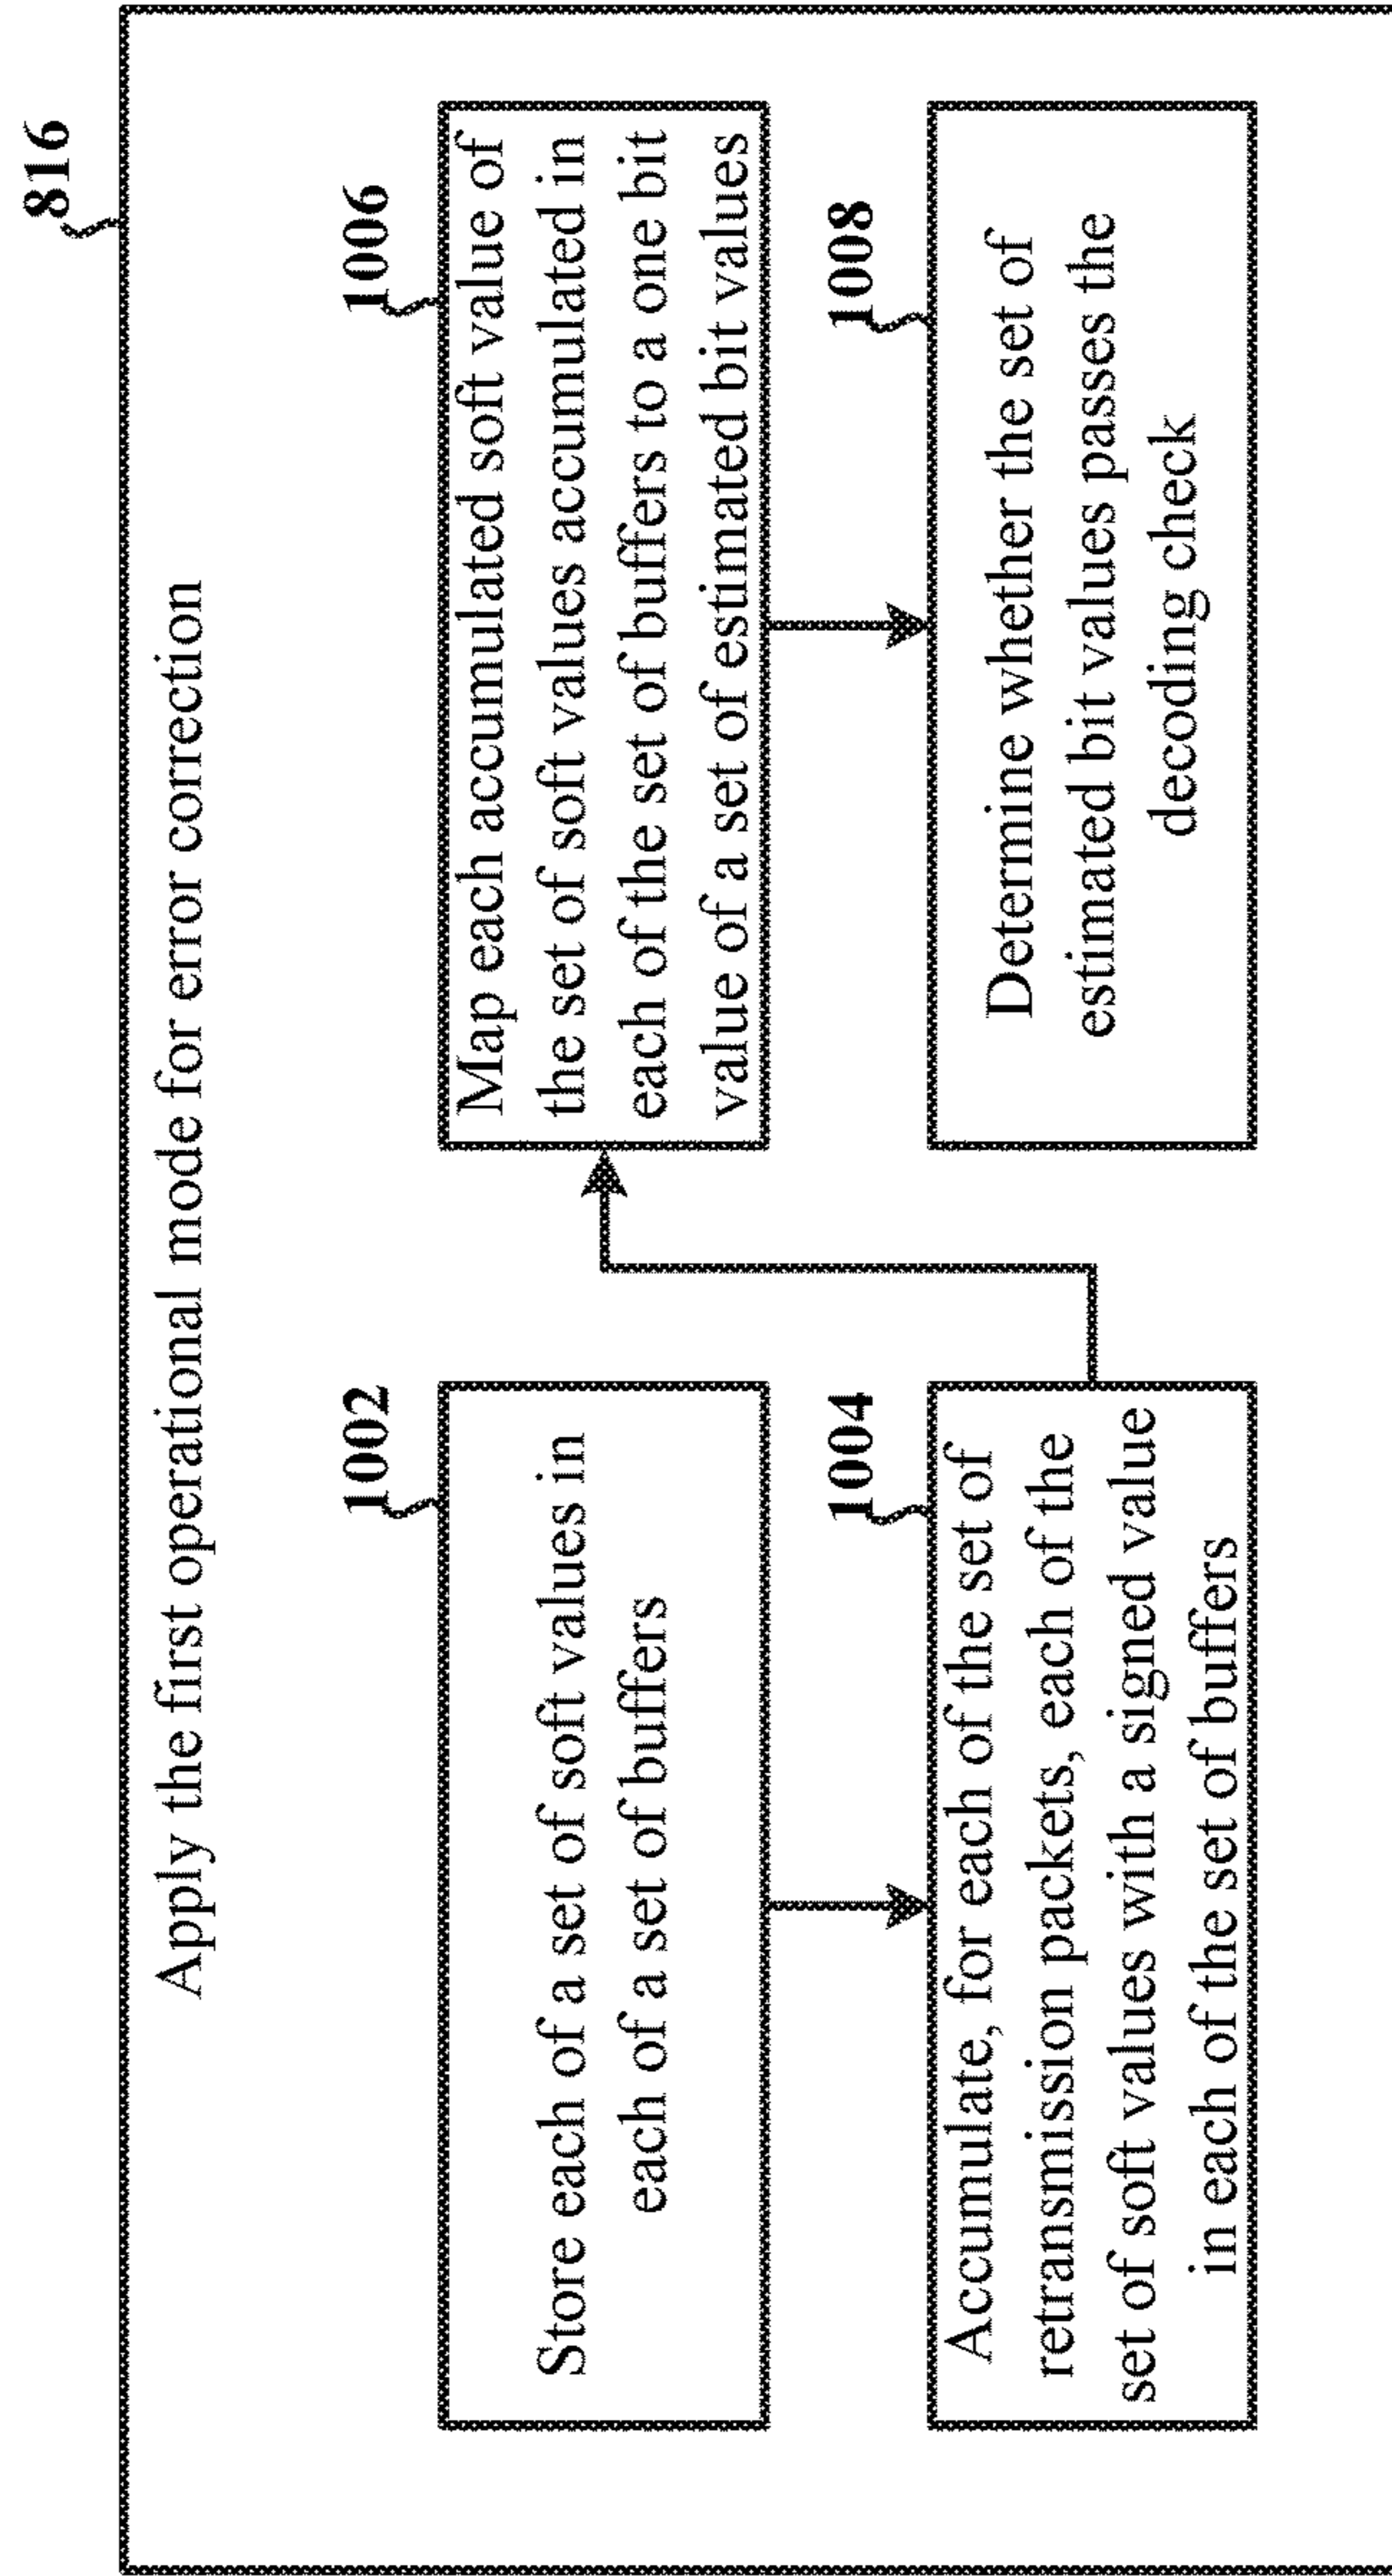 816
Apply the first operational mode for error correction
1002
Store each of a set of soft values in
each of a set of buffers
1004
Accumulate, for each of the set of
retransmission packets, each of the
set of soft values with a signed value
in each of the set of buffers
1006
Map each accumulated soft value of
the set of soft values accumulated in
each of the set of buffers to a one bit
value of a set of estimated bit values
1008
Determine whether the set of
estimated bit values passes the
decoding check